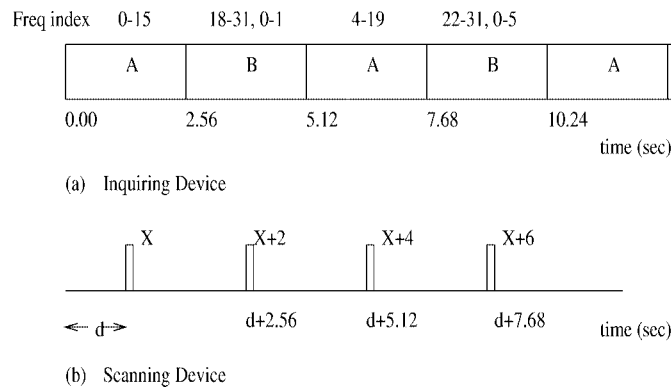 Freq index 0-15 18-31, 0-1 4-19 22-31, 0-5
A B A B A
0.00 2.56 5.12 7.68 10.24
time (sec)
(a) Inquiring Device
X X+2 X+4 X+6
d d+2.56 d+5.12 d+7.68 time (sec)
(b) Scanning Device